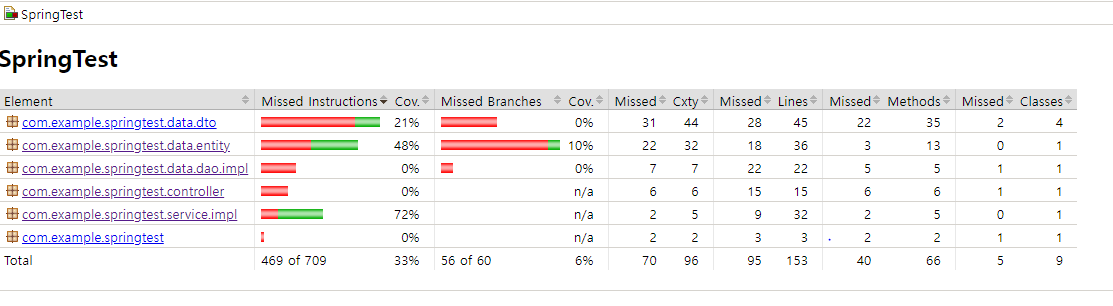 SpringTest
SpringTest
Element Missed Instructions Cov. Missed Branches Cov. Missed Cxty Missed Lines Missed Methods Missed Classes
com.example.springtest.data.dto 21% 0% 31 44 28 45 22 35 2 4
com.example.springtest.data.entity 48% 10% 22 32 18 36 3 13 0 1
com.example.springtest.data.dao.impl 0% 0% 7 7 22 22 5 5 1 1
com.example.springtest.controller 0% n/a 6 6 15 15 6 6 1 1
com.example.springtest.service.impl 72% n/a 2 5 9 32 2 5 0 1
com.example.springtest 0% n/a 2 2 3 3 2 2 1 1
Total 469 of 709 33% 56 of 60 6% 70 96 95 153 40 66 5 9